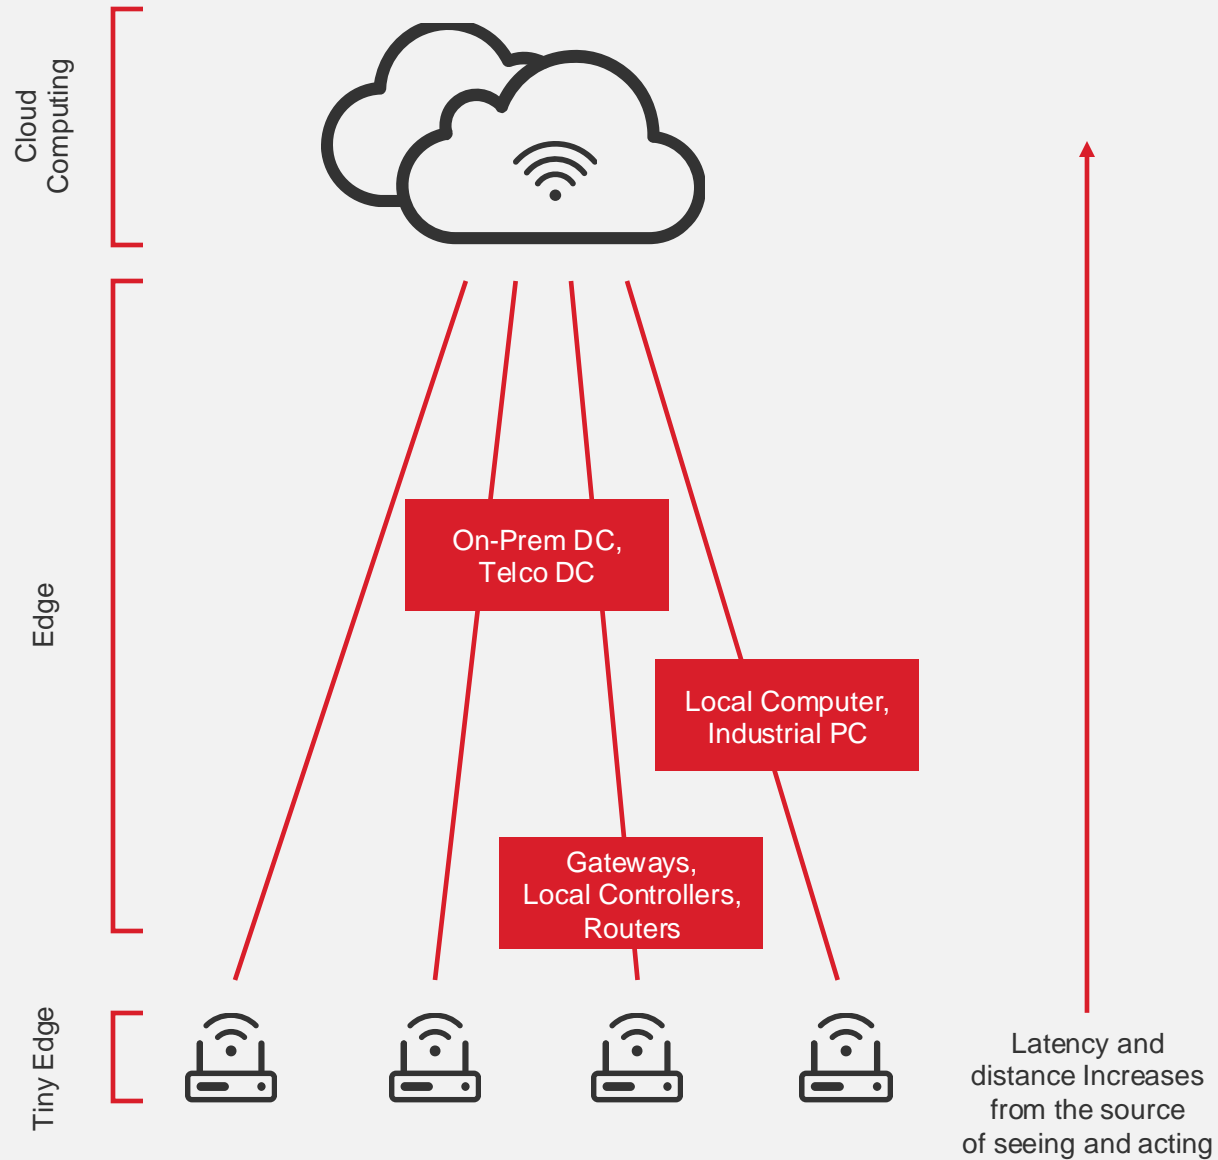 Cloud
Computing
On-Prem DC,
Telco DC
Edge
Local Computer,
Industrial PC
Gateways,
Local Controllers,
Routers
Tiny Edge
Latency and
distance Increases
from the source
of seeing and acting